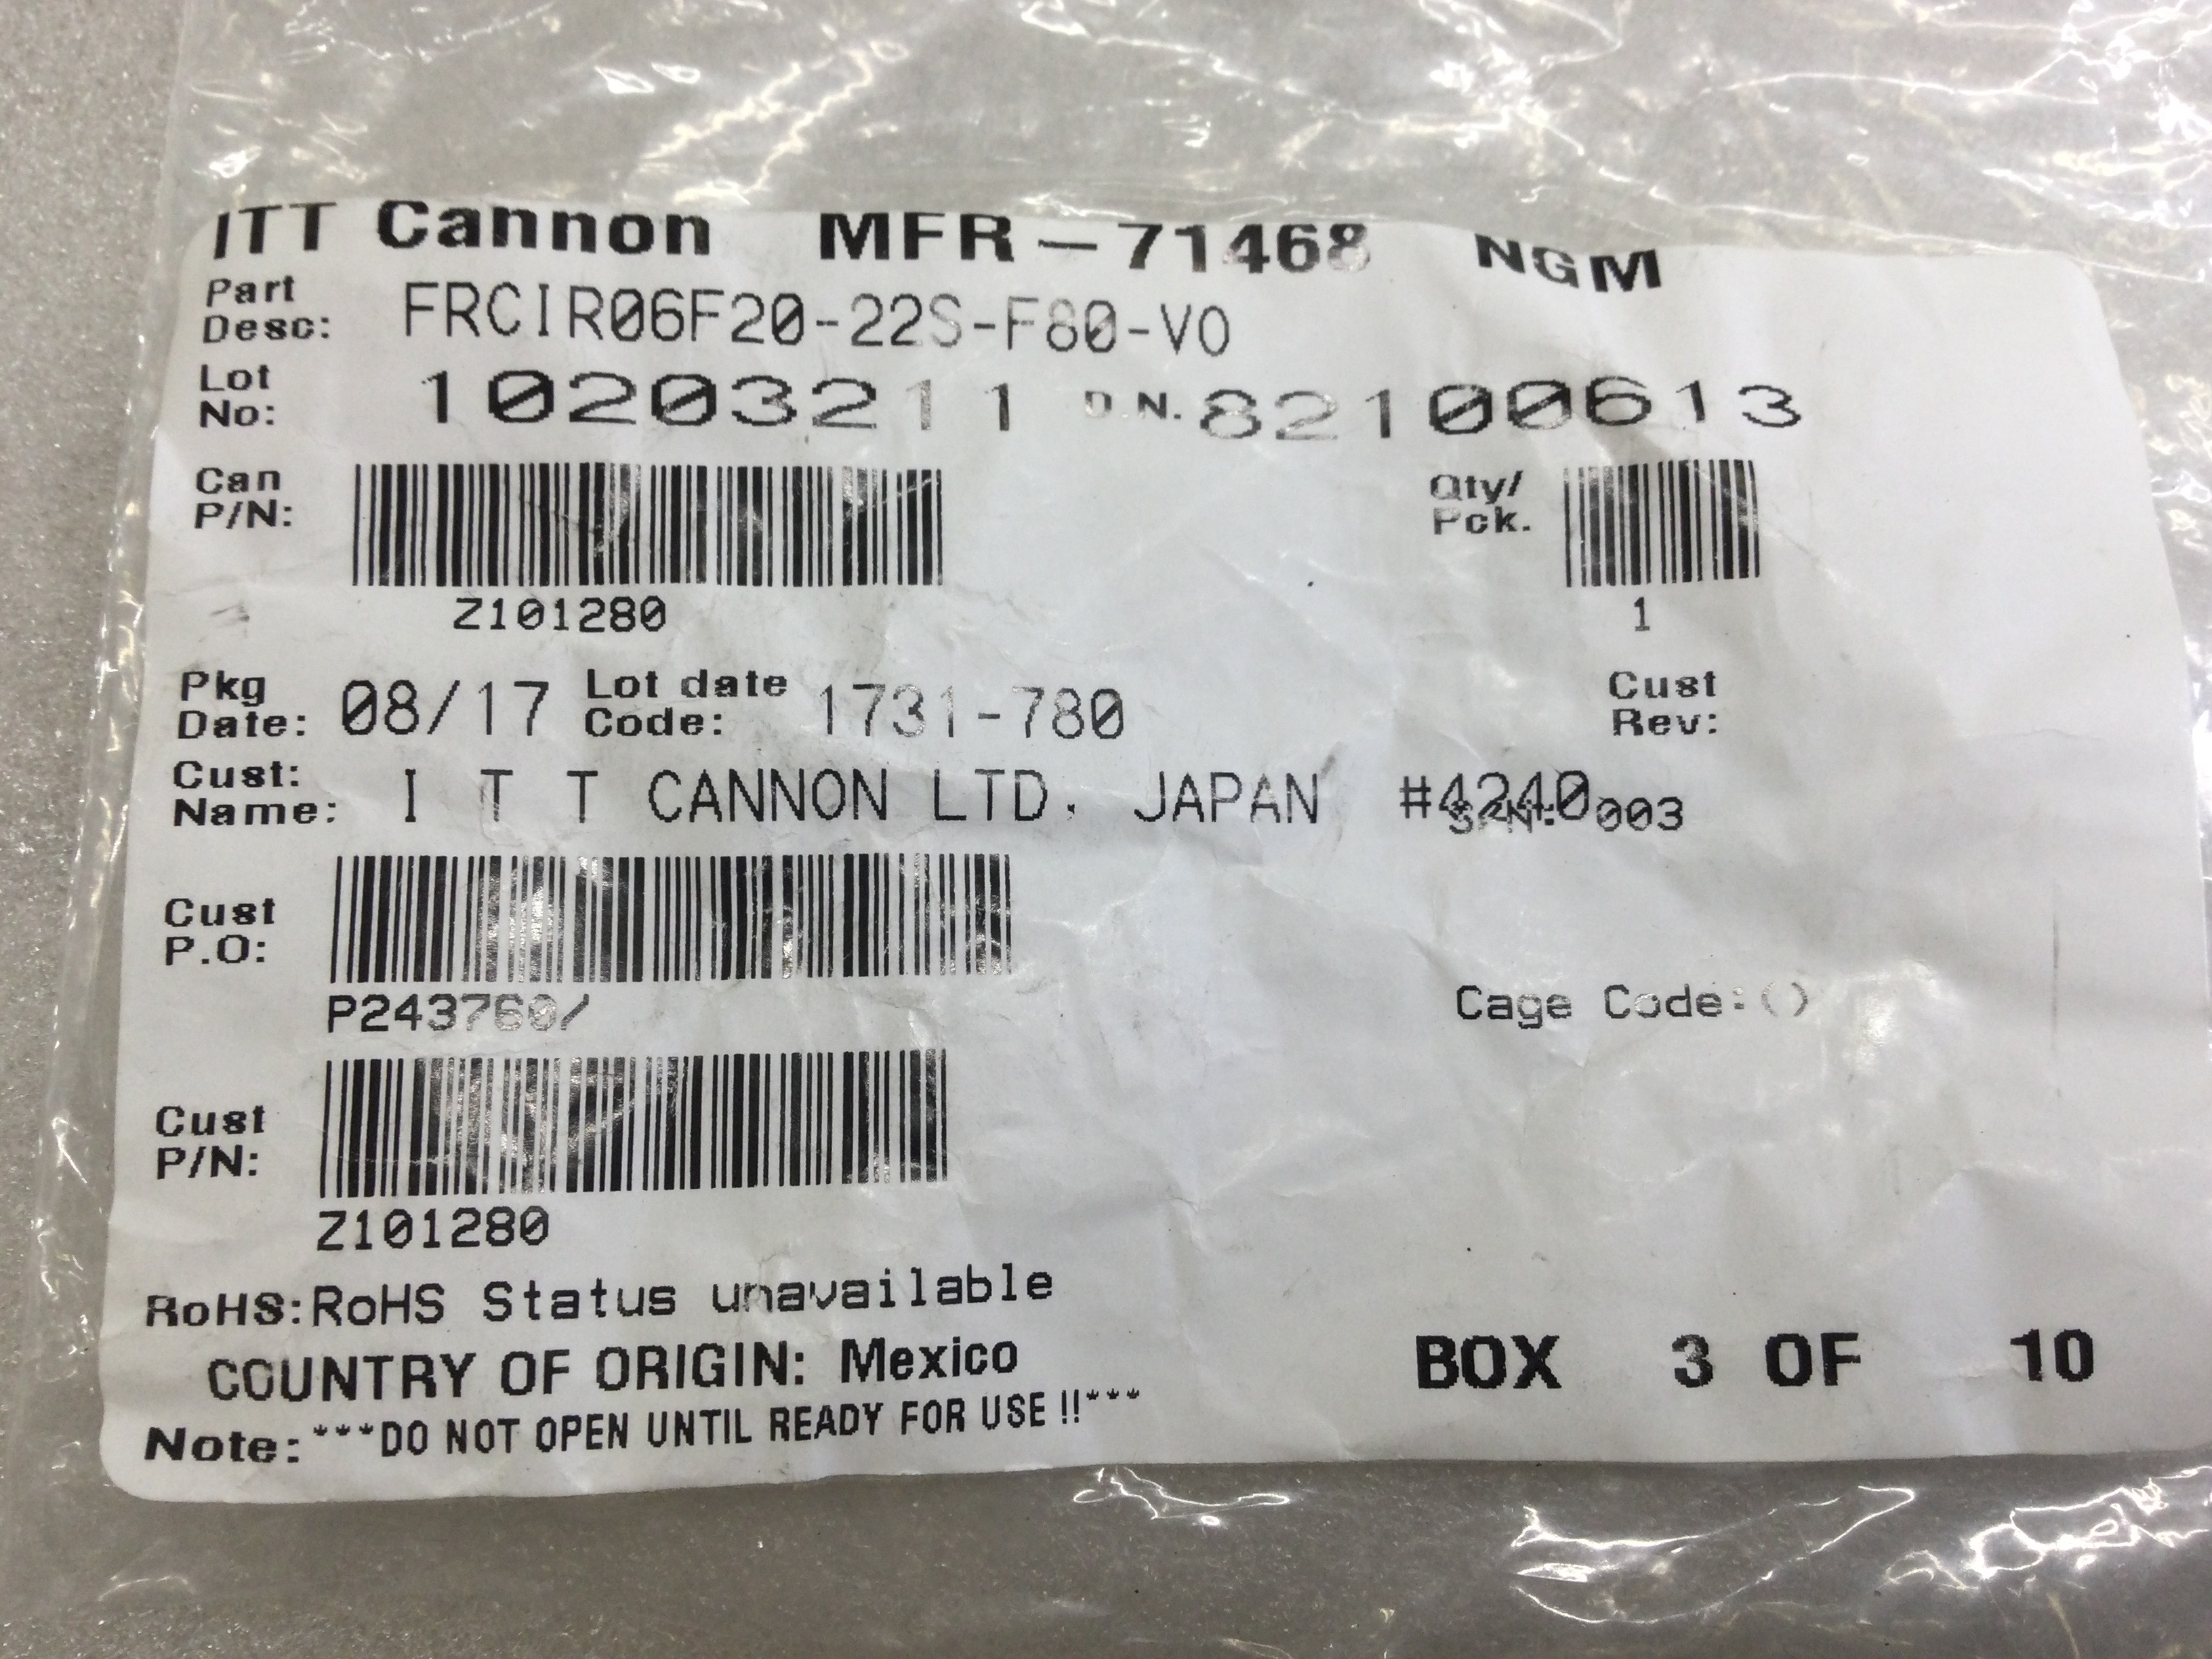 ITT Cannon MFR-71468 NGM
Part Desc: FRCIR06F20-22S-F80-V0
Lot No: 10203211 D.N. 82100613
Can P/N: Qty/ Pck.
Z101280 1
Pkg Date: 08/17 Lot date Code: 1731-780 Cust Rev:
Cust: Name: I T T CANNON LTD. JAPAN #4240 S/N: 003
Cust P.O:
P243760/
Cage Code:()
Cust P/N:
Z101280
RoHS:RoHS Status unavailable
COUNTRY OF ORIGIN: Mexico
BOX 3 OF 10
Note:***DO NOT OPEN UNTIL READY FOR USE !!***